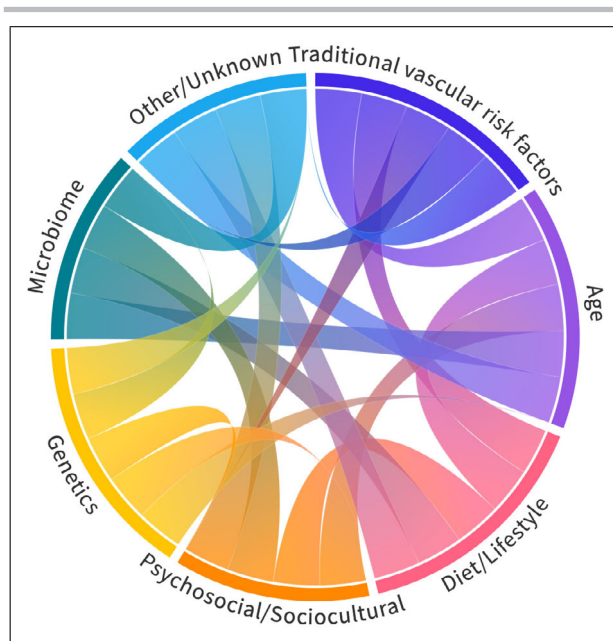 Other/Unknown
Traditional vascular risk factors
Age
Diet/Lifestyle
Psychosocial/Sociocultural
Genetics
Microbiome